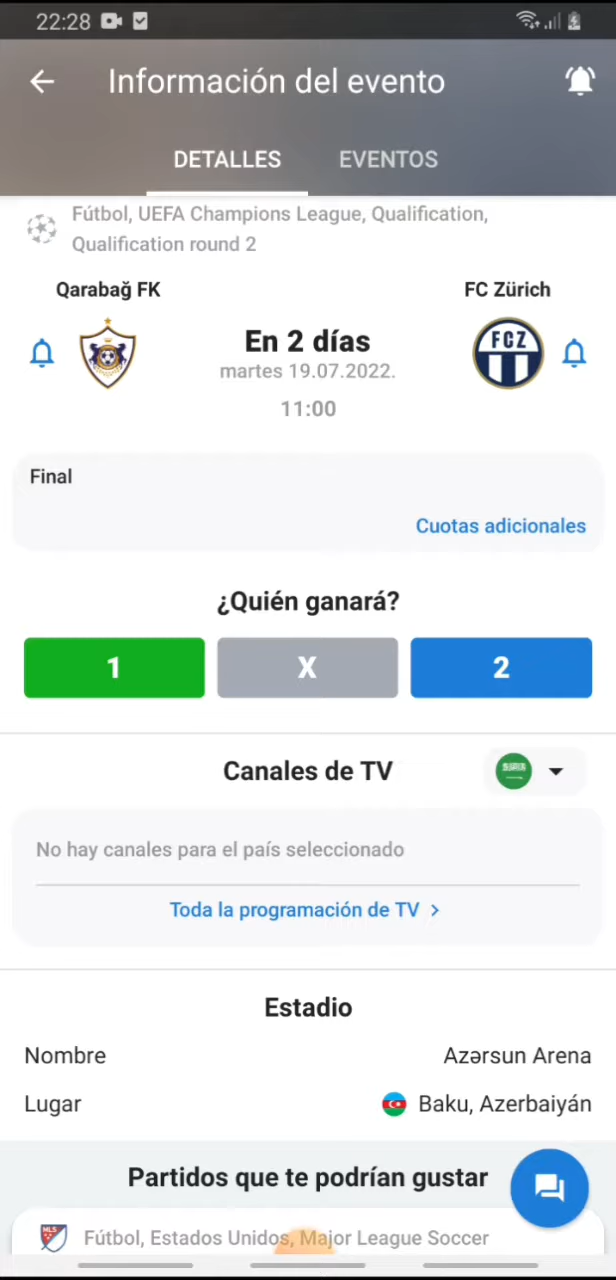 22:28
Información del evento
DETALLES EVENTOS
Fútbol, UEFA Champions League, Qualification,
Qualification round 2
Qarabağ FK FC Zürich
FCZ
En 2 días
martes 19.07.2022.
11:00
Final
Cuotas adicionales
¿Quién ganará?
1 X 2
Canales de TV
No hay canales para el país seleccionado
Toda la programación de TV >
Estadio
Nombre Azərsun Arena
Lugar Baku, Azerbaiyán
Partidos que te podrían gustar
MLS
Fútbol, Estados Unidos, Major League Soccer